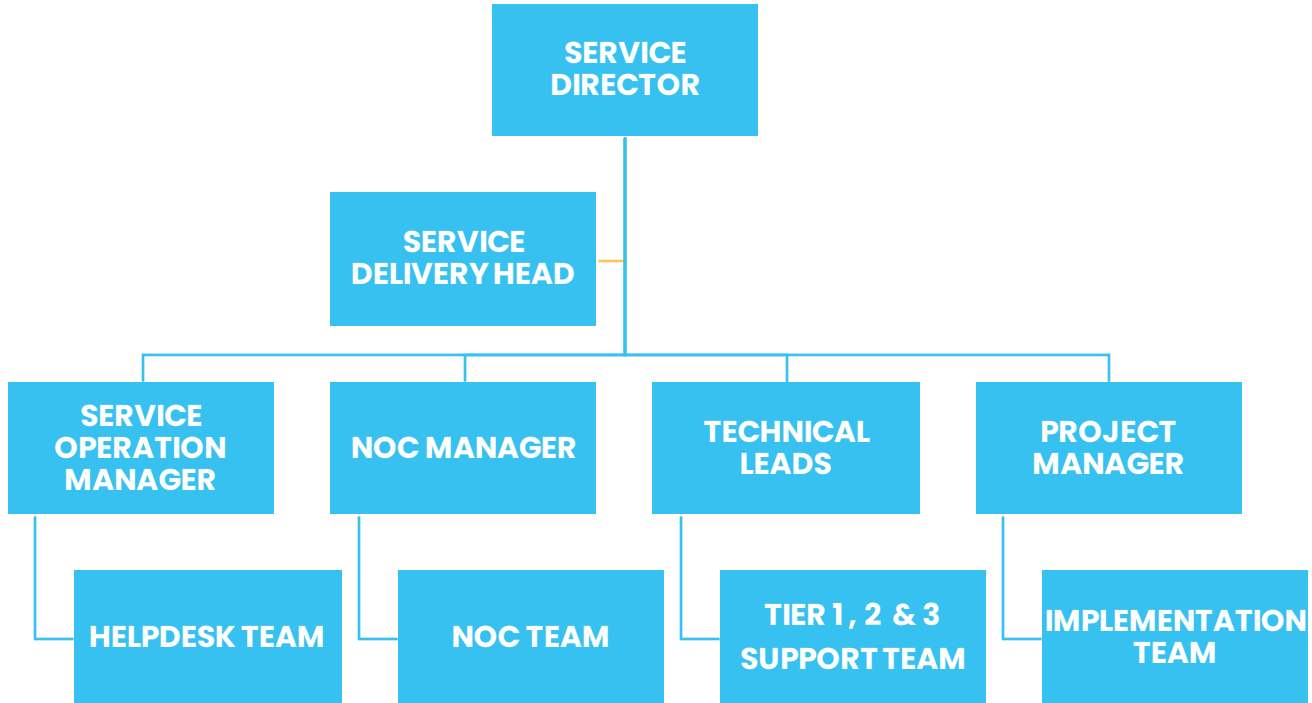 SERVICE
DIRECTOR
SERVICE
DELIVERY HEAD
SERVICE
OPERATION
MANAGER
NOC MANAGER
TECHNICAL
LEADS
PROJECT
MANAGER
HELPDESK TEAM
NOC TEAM
TIER 1, 2 & 3
SUPPORT TEAM
IMPLEMENTATION
TEAM